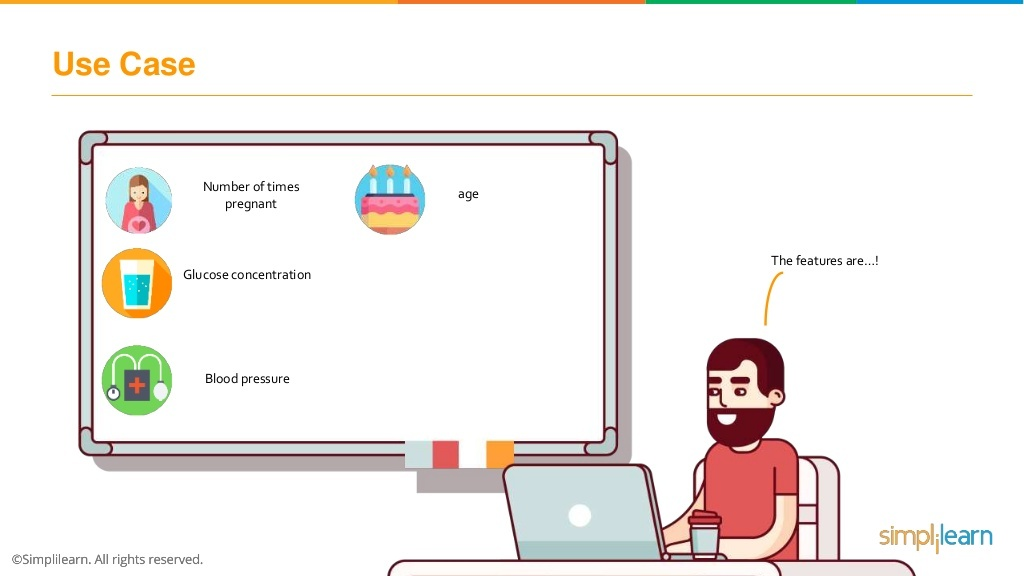 Use Case
Number of times
pregnant
age
Glucose concentration
Blood pressure
The features are...!
simplilearn
©Simplilearn. All rights reserved.